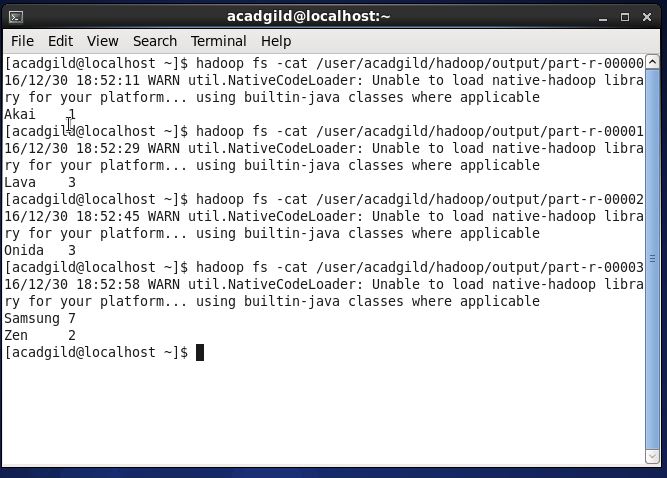 acadgild@localhost:~
File Edit View Search Terminal Help
[acadgild@localhost ~]$ hadoop fs -cat /user/acadgild/hadoop/output/part-r-00000
16/12/30 18:52:11 WARN util.NativeCodeLoader: Unable to load native-hadoop libra
ry for your platform... using builtin-java classes where applicable
Akai    1
[acadgild@localhost ~]$ hadoop fs -cat /user/acadgild/hadoop/output/part-r-00001
16/12/30 18:52:29 WARN util.NativeCodeLoader: Unable to load native-hadoop libra
ry for your platform... using builtin-java classes where applicable
Lava    3
[acadgild@localhost ~]$ hadoop fs -cat /user/acadgild/hadoop/output/part-r-00002
16/12/30 18:52:45 WARN util.NativeCodeLoader: Unable to load native-hadoop libra
ry for your platform... using builtin-java classes where applicable
Onida   3
[acadgild@localhost ~]$ hadoop fs -cat /user/acadgild/hadoop/output/part-r-00003
16/12/30 18:52:58 WARN util.NativeCodeLoader: Unable to load native-hadoop libra
ry for your platform... using builtin-java classes where applicable
Samsung 7
Zen     2
[acadgild@localhost ~]$